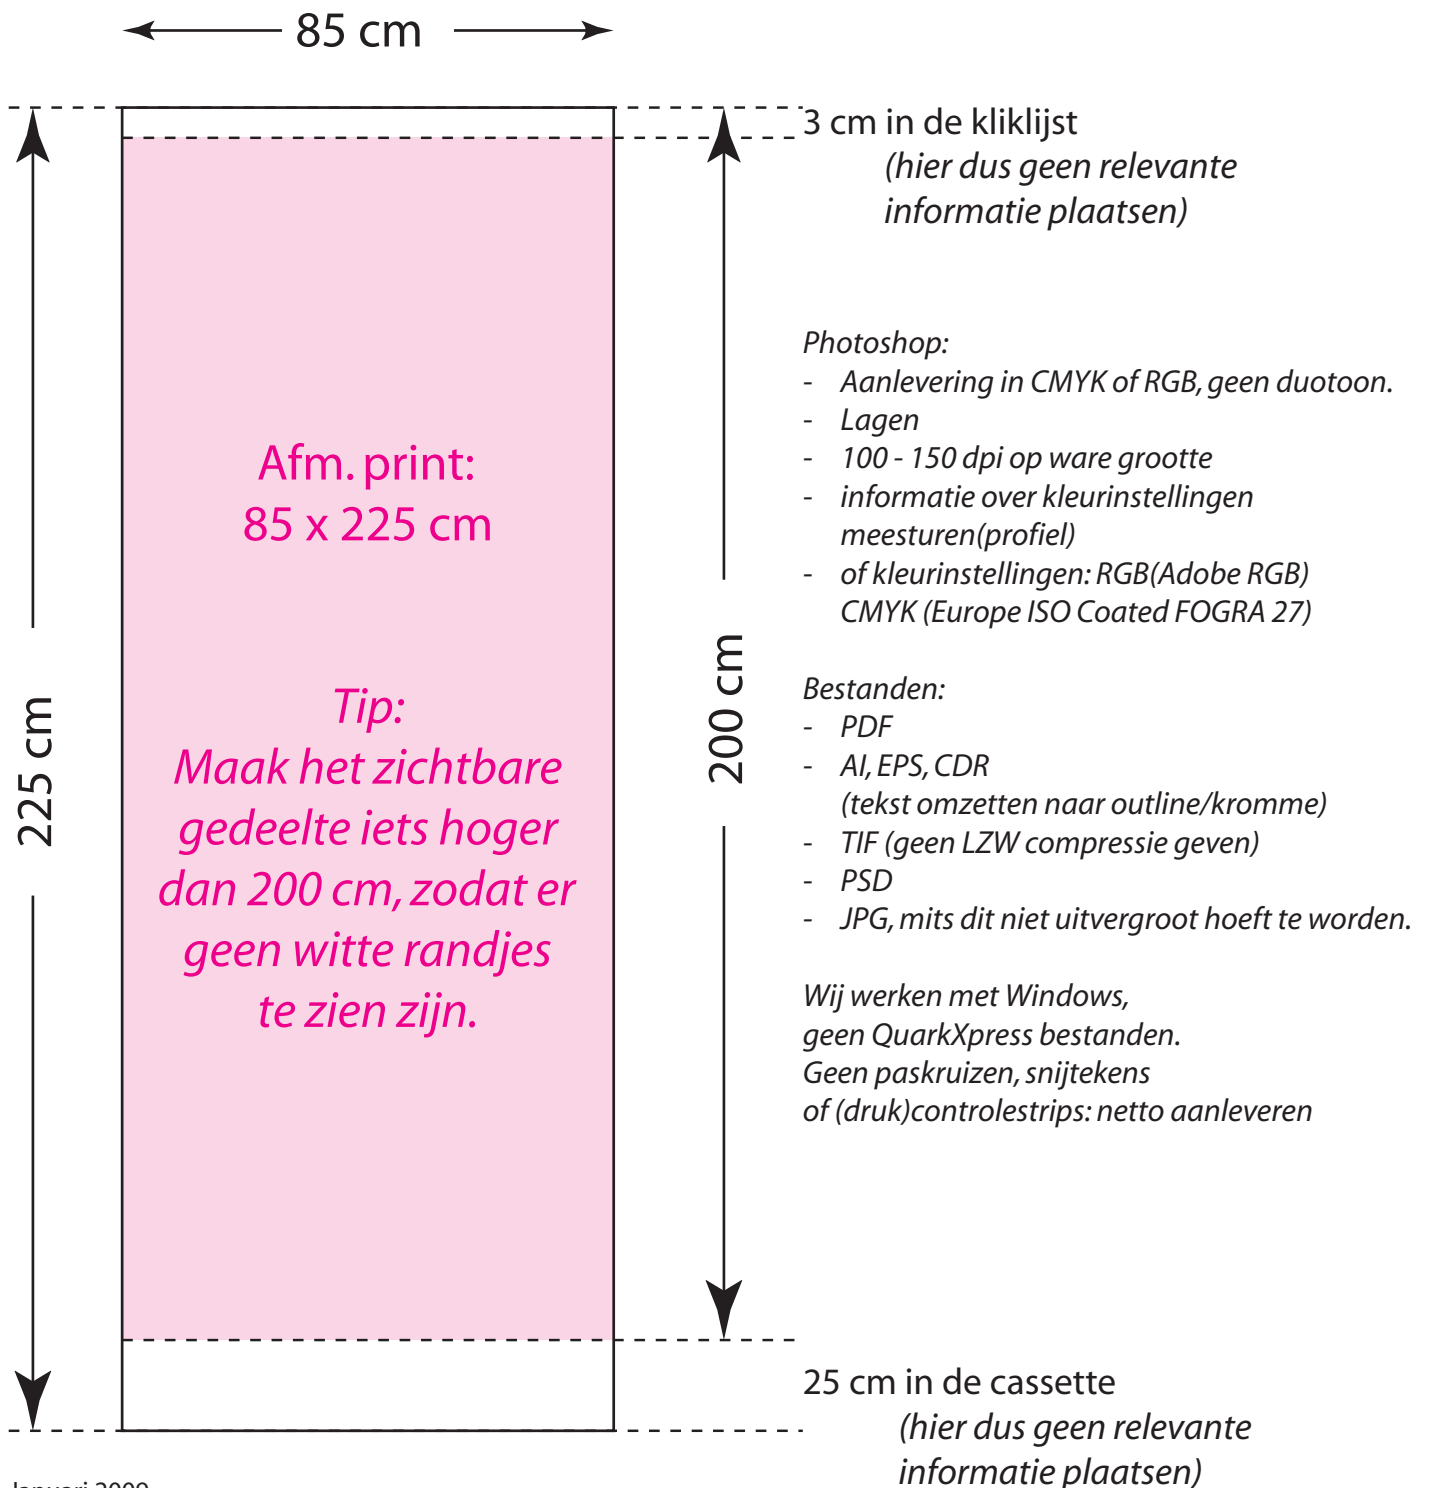 85 cm
3 cm in de kliklijst
(hier dus geen relevante
informatie plaatsen)
Photoshop:
- Aanlevering in CMYK of RGB, geen duotoon.
- Lagen
- 100 - 150 dpi op ware grootte
- informatie over kleurinstellingen
meesturen(profiel)
- of kleurinstellingen: RGB(Adobe RGB)
CMYK (Europe ISO Coated FOGRA 27)
Afm. print:
85 x 225 cm
Tip:
Maak het zichtbare
gedeelte iets hoger
dan 200 cm, zodat er
geen witte randjes
te zien zijn.
225 cm
200 cm
Bestanden:
- PDF
- AI, EPS, CDR
(tekst omzetten naar outline/kromme)
- TIF (geen LZW compressie geven)
- PSD
- JPG, mits dit niet uitvergroot hoeft te worden.
Wij werken met Windows,
geen QuarkXpress bestanden.
Geen paskruizen, snijtekens
of (druk)controlestrips: netto aanleveren
25 cm in de cassette
(hier dus geen relevante
informatie plaatsen)
Januari 2009